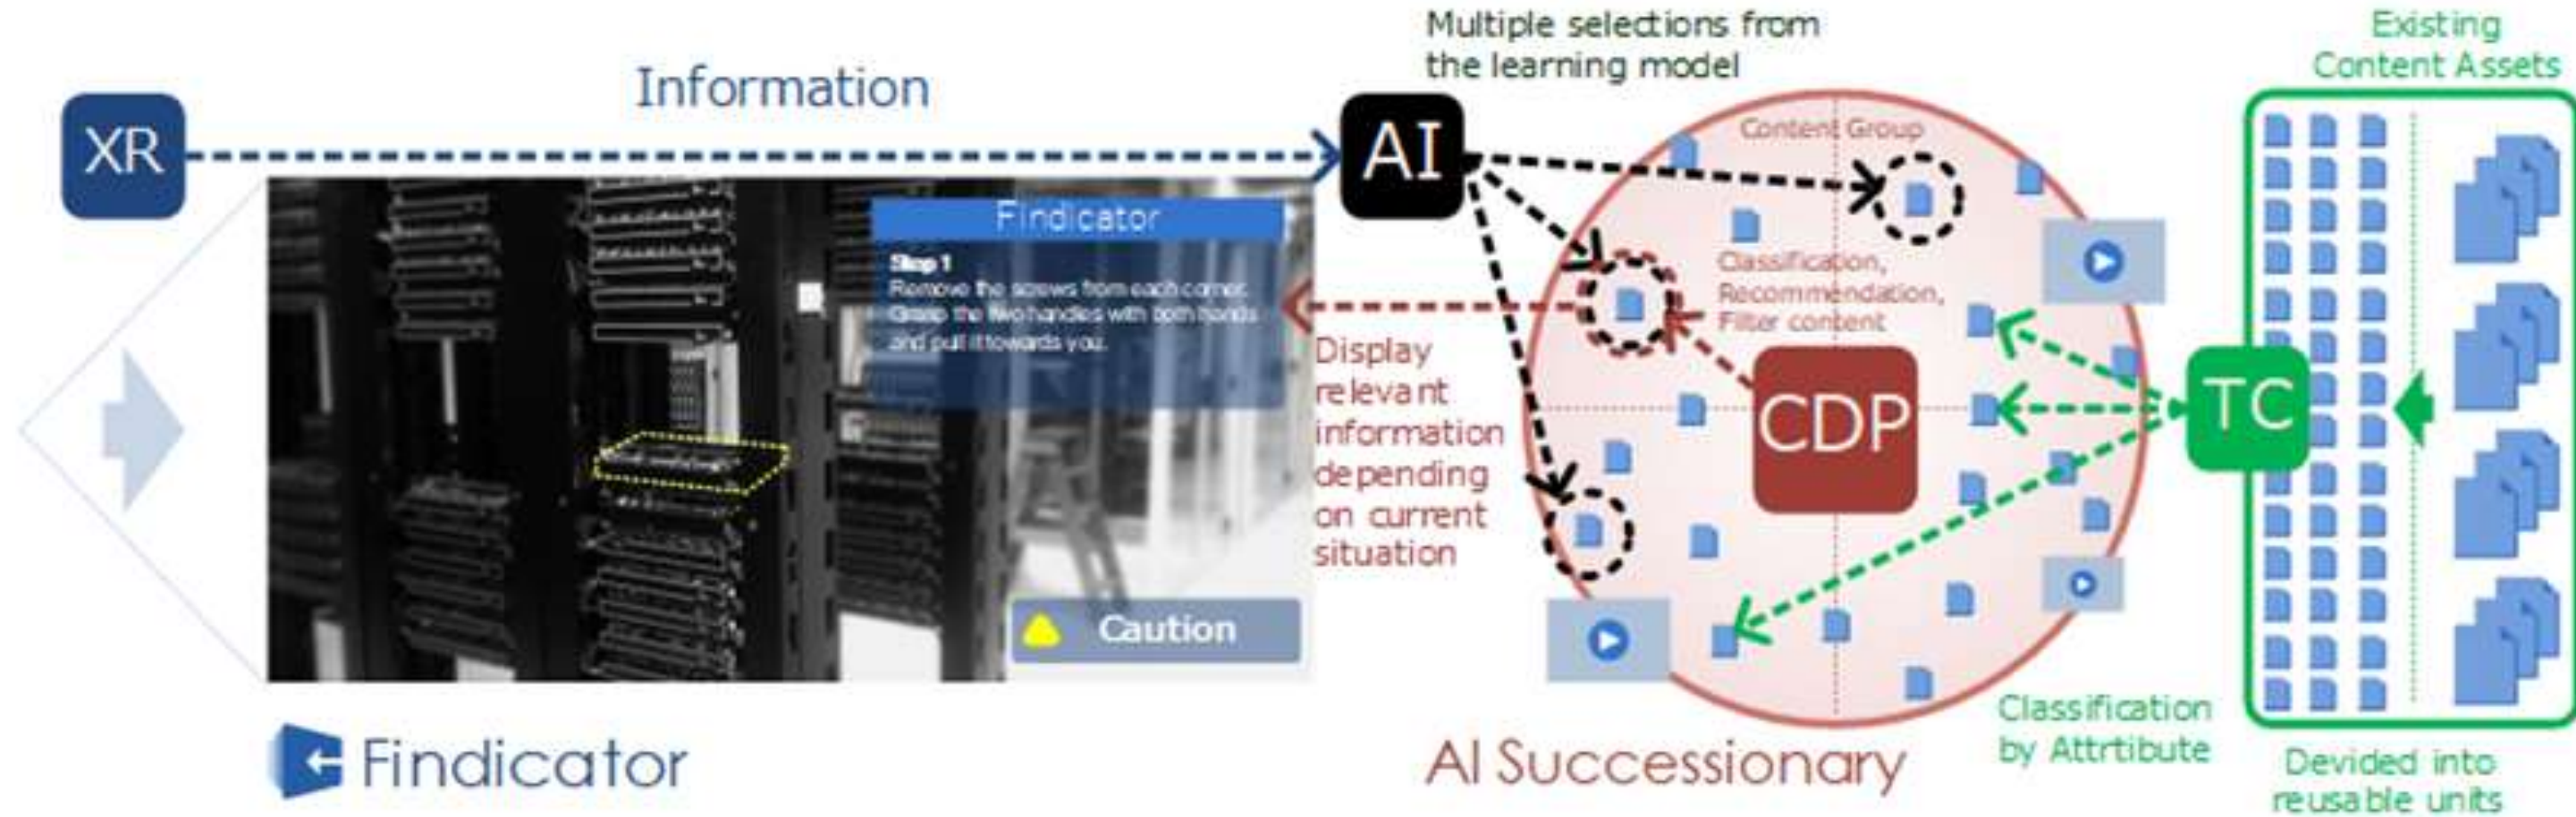 Multiple selections from
the learning model
Existing
Content Assets
Information
XR
AI
Content Group
Findicator
Step 1
Remove the screws from each corner.
Grasp the two handles with both hands
and pull it towards you.
Classification,
Recommendation,
Filter content
Display
relevant
information
depending
on current
situation
CDP
TC
Caution
Classification
by Attrtibute
Findicator
AI Successionary
Devided into
reusable units